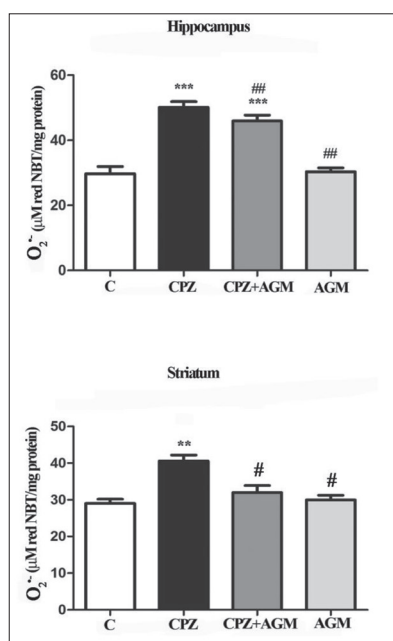 Hippocampus
O₂•- (μM red NBT/mg protein)
60
40
20
0
***
##
***
##
C CPZ CPZ+AGM AGM
Striatum
O₂•- (μM red NBT/mg protein)
50
40
30
20
10
0
**
#
#
C CPZ CPZ+AGM AGM